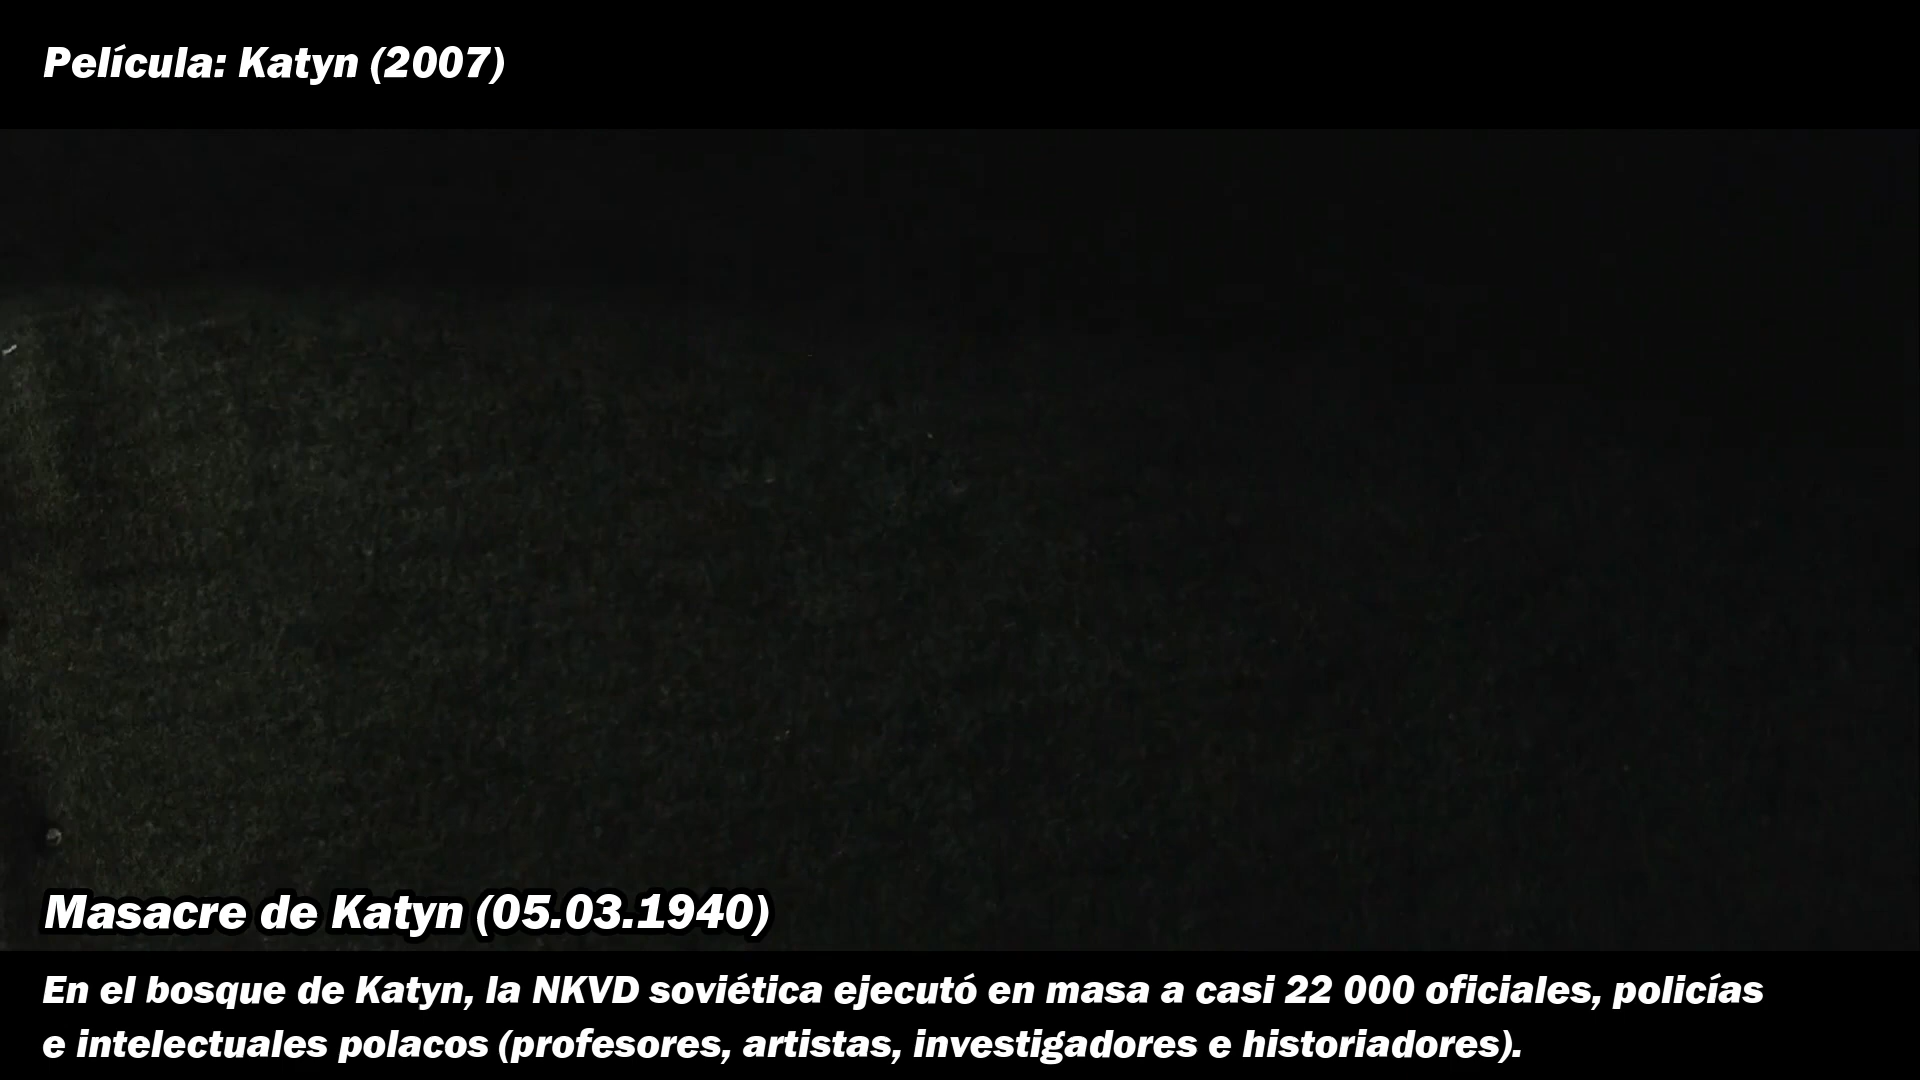 Película: Katyn (2007)
Masacre de Katyn (05.03.1940)
En el bosque de Katyn, la NKVD soviética ejecutó en masa a casi 22 000 oficiales, policías
e intelectuales polacos (profesores, artistas, investigadores e historiadores).